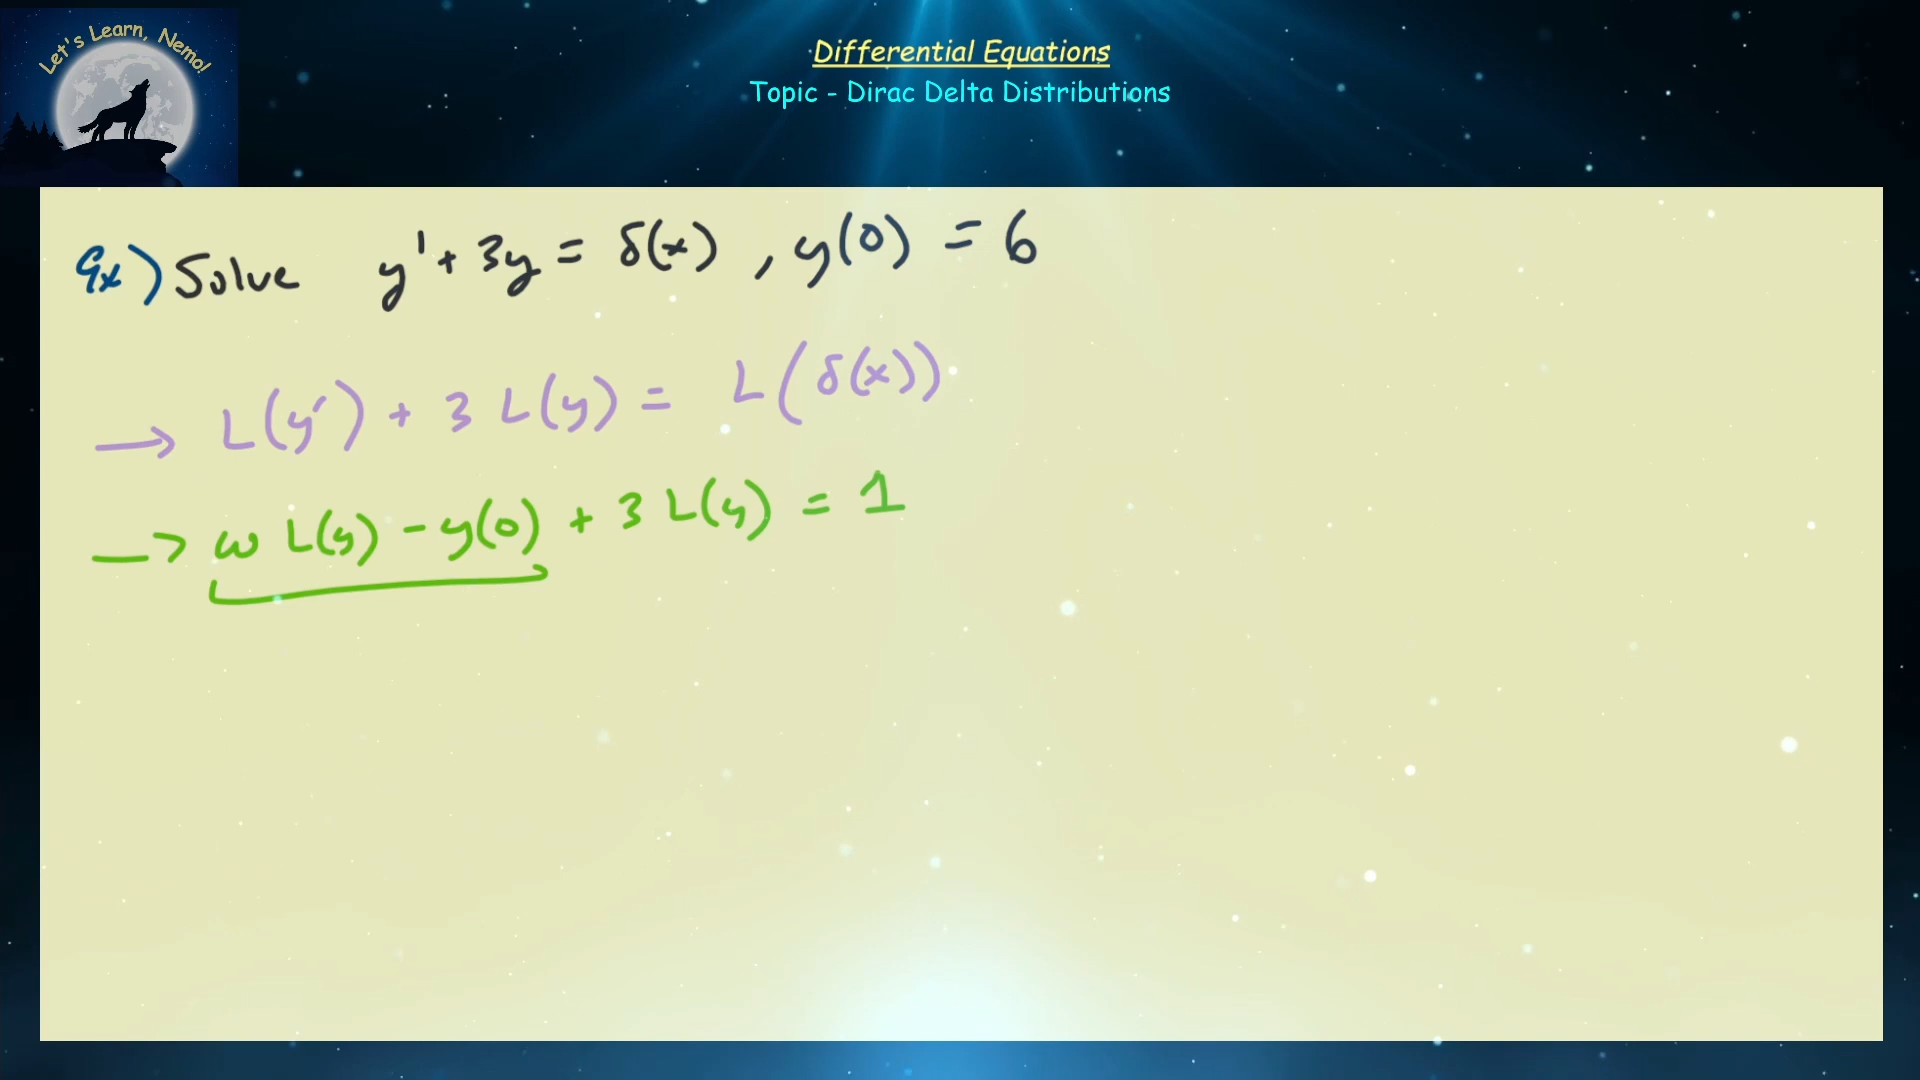 Let's Learn, Nemo!
Differential Equations
Topic - Dirac Delta Distributions
Ex) Solve y' + 3y = δ(x) , y(0) = 6
→ L(y') + 3 L(y) = L(δ(x))
→ ω L(y) - y(0) + 3 L(y) = 1